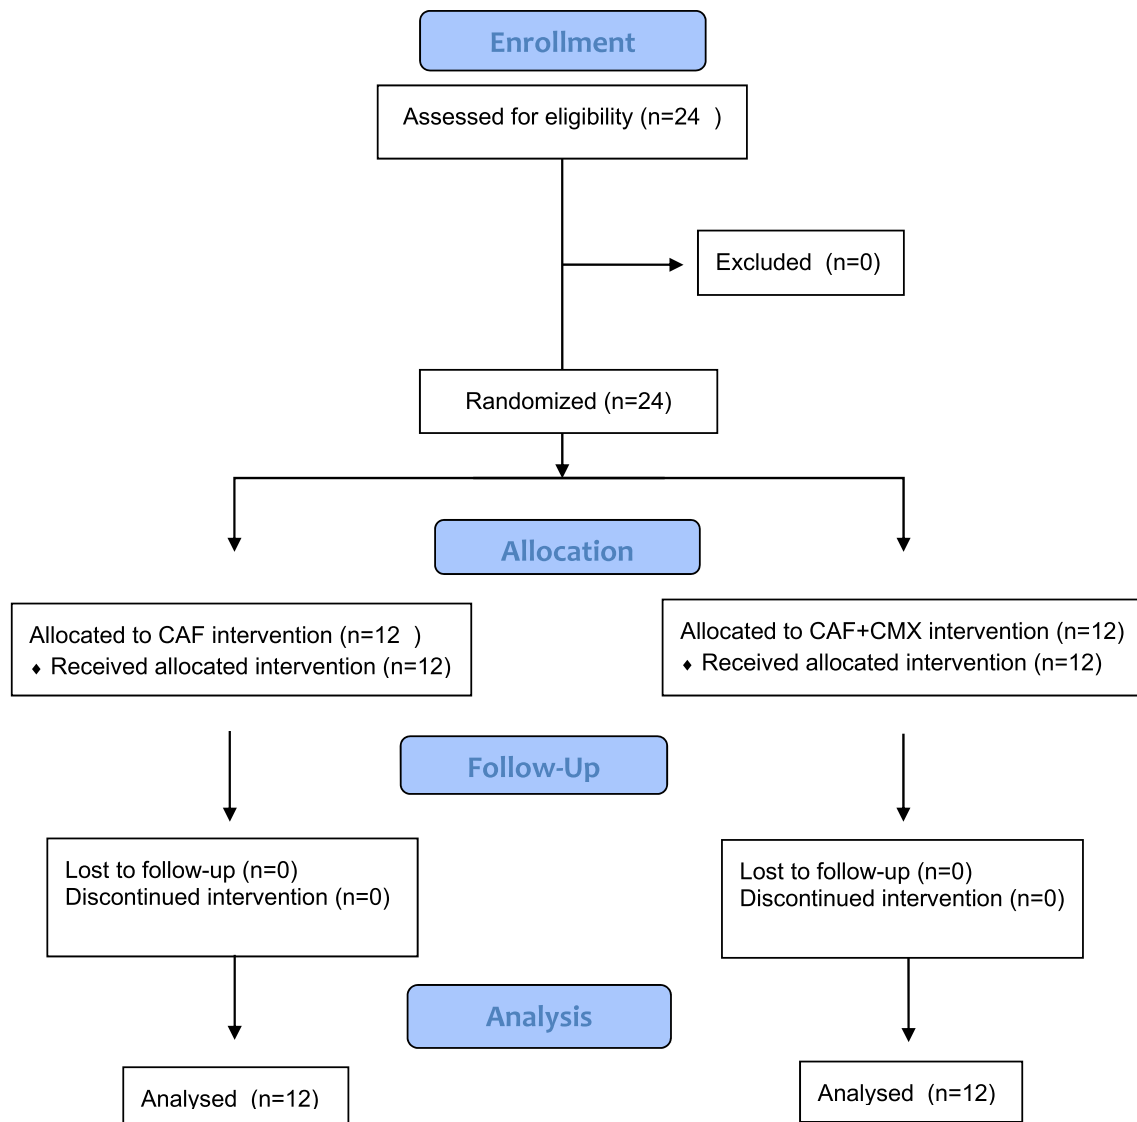 Enrollment
Assessed for eligibility (n=24  )
Excluded  (n=0)
Randomized (n=24)
Allocation
Allocated to CAF intervention (n=12  )
♦ Received allocated intervention (n=12)
Allocated to CAF+CMX intervention (n=12)
♦ Received allocated intervention (n=12)
Follow-Up
Lost to follow-up (n=0)
Discontinued intervention (n=0)
Lost to follow-up (n=0)
Discontinued intervention (n=0)
Analysis
Analysed  (n=12)
Analysed  (n=12)